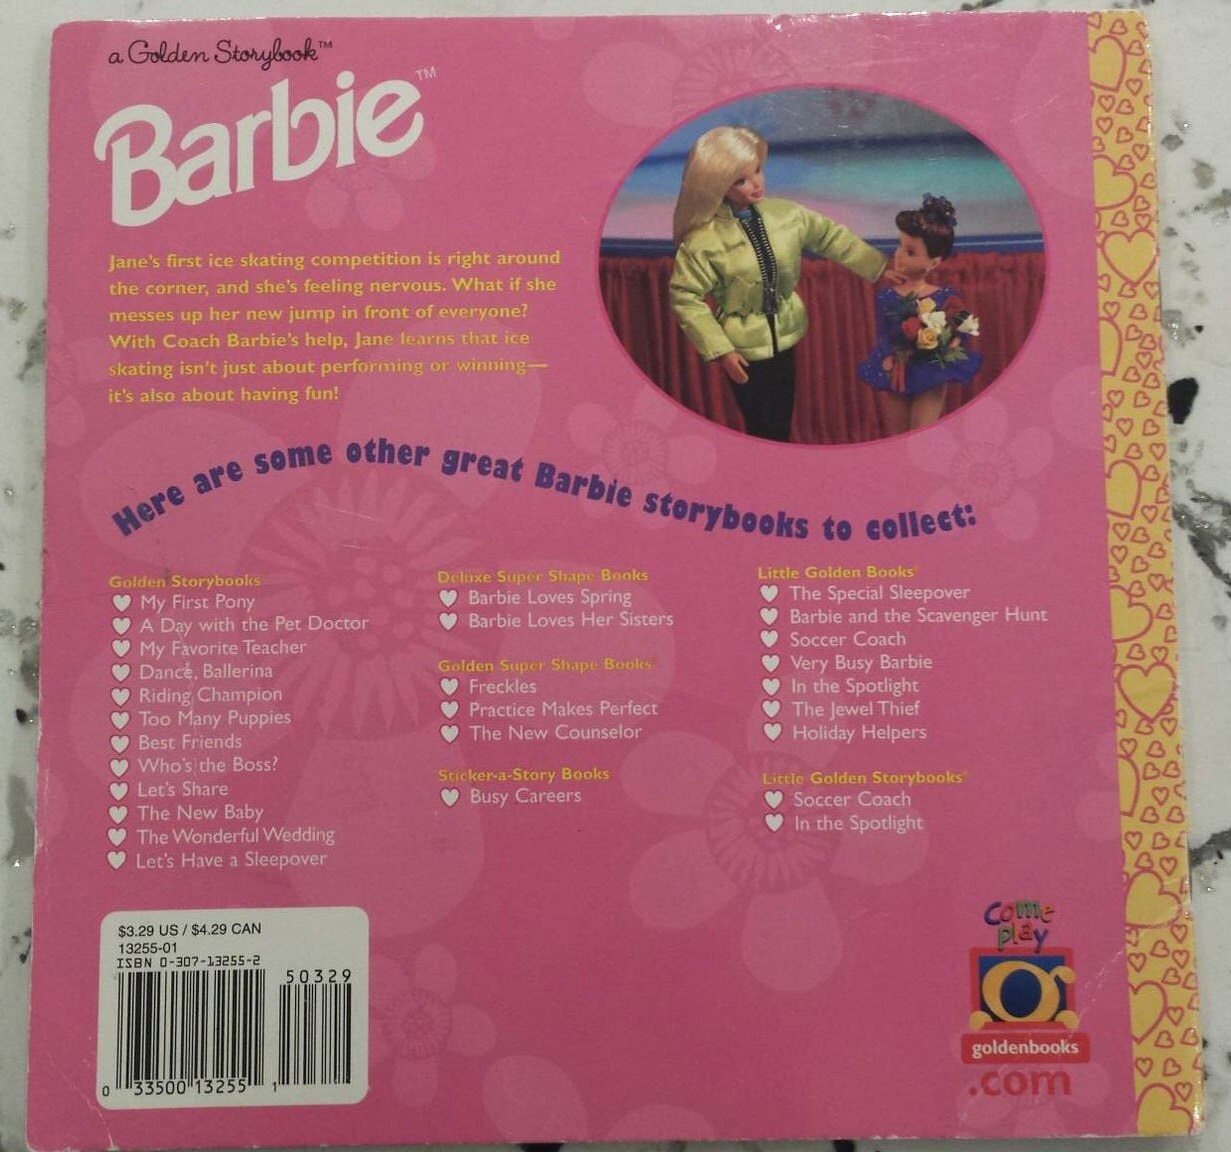 a Golden Storybook™
Barbie™
Jane's first ice skating competition is right around
the corner, and she's feeling nervous. What if she
messes up her new jump in front of everyone?
With Coach Barbie's help, Jane learns that ice
skating isn't just about performing or winning—
it's also about having fun!
Here are some other great Barbie storybooks to collect:
Golden Storybooks
My First Pony
A Day with the Pet Doctor
My Favorite Teacher
Dance, Ballerina
Riding Champion
Too Many Puppies
Best Friends
Who's the Boss?
Let's Share
The New Baby
The Wonderful Wedding
Let's Have a Sleepover
Deluxe Super Shape Books
Barbie Loves Spring
Barbie Loves Her Sisters
Golden Super Shape Books
Freckles
Practice Makes Perfect
The New Counselor
Sticker-a-Story Books
Busy Careers
Little Golden Books®
The Special Sleepover
Barbie and the Scavenger Hunt
Soccer Coach
Very Busy Barbie
In the Spotlight
The Jewel Thief
Holiday Helpers
Little Golden Storybooks®
Soccer Coach
In the Spotlight
$3.29 US / $4.29 CAN
13255-01
ISBN 0-307-13255-2
50329
0 33500 13255 1
come
play
goldenbooks
.com